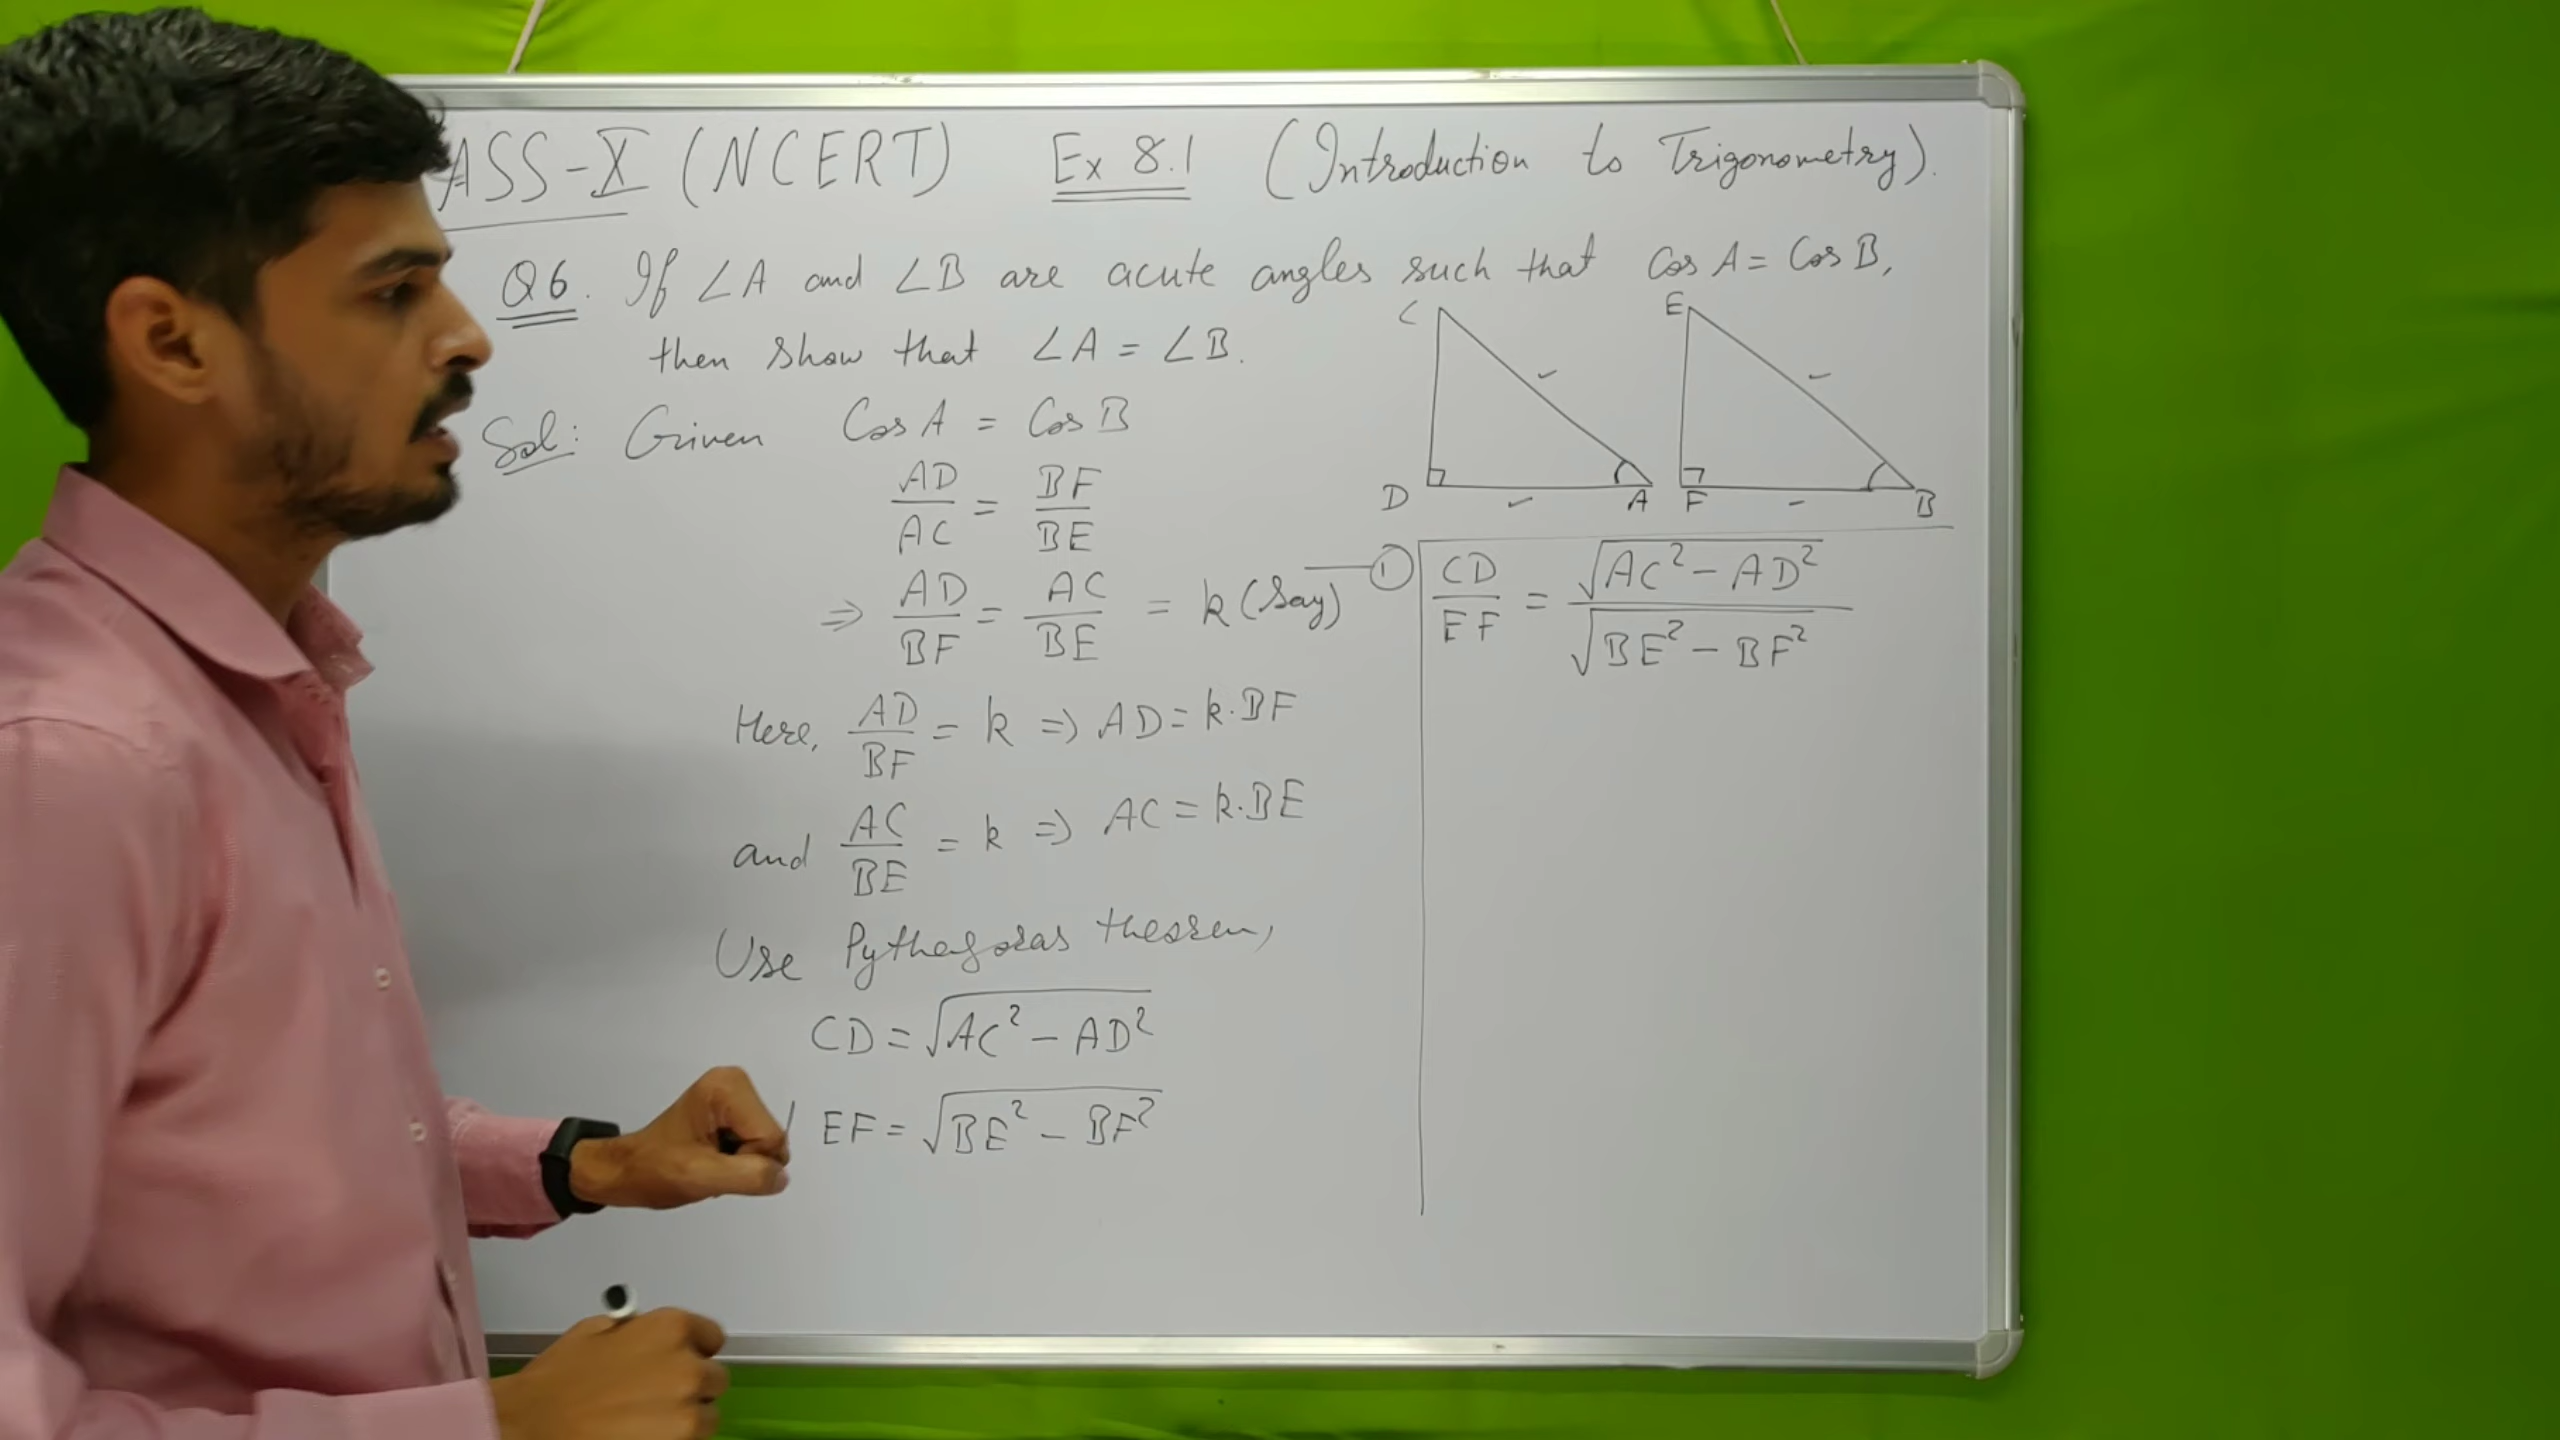 ASS-X (NCERT) Ex 8.1 (Introduction to Trigonometry).
Q6. If ∠A and ∠B are acute angles such that Cos A = Cos B,
then show that ∠A = ∠B.
C
D
A
E
F
B
Sol: Given Cos A = Cos B
AD/AC = BF/BE
⇒ AD/BF = AC/BE = k (Say) — ①
Here, AD/BF = k ⇒ AD = k.BF
and AC/BE = k ⇒ AC = k.BE
Use Pythagoras theorem,
CD = √(AC² − AD²)
EF = √(BE² − BF²)
CD/EF = √(AC² − AD²)/√(BE² − BF²)